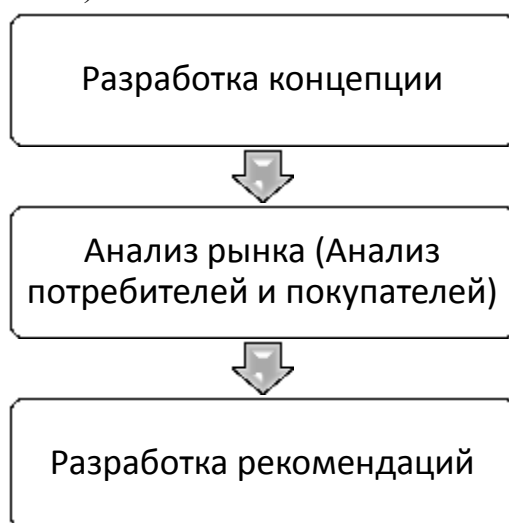 Разработка концепции
Анализ рынка (Анализ
потребителей и покупателей)
Разработка рекомендаций